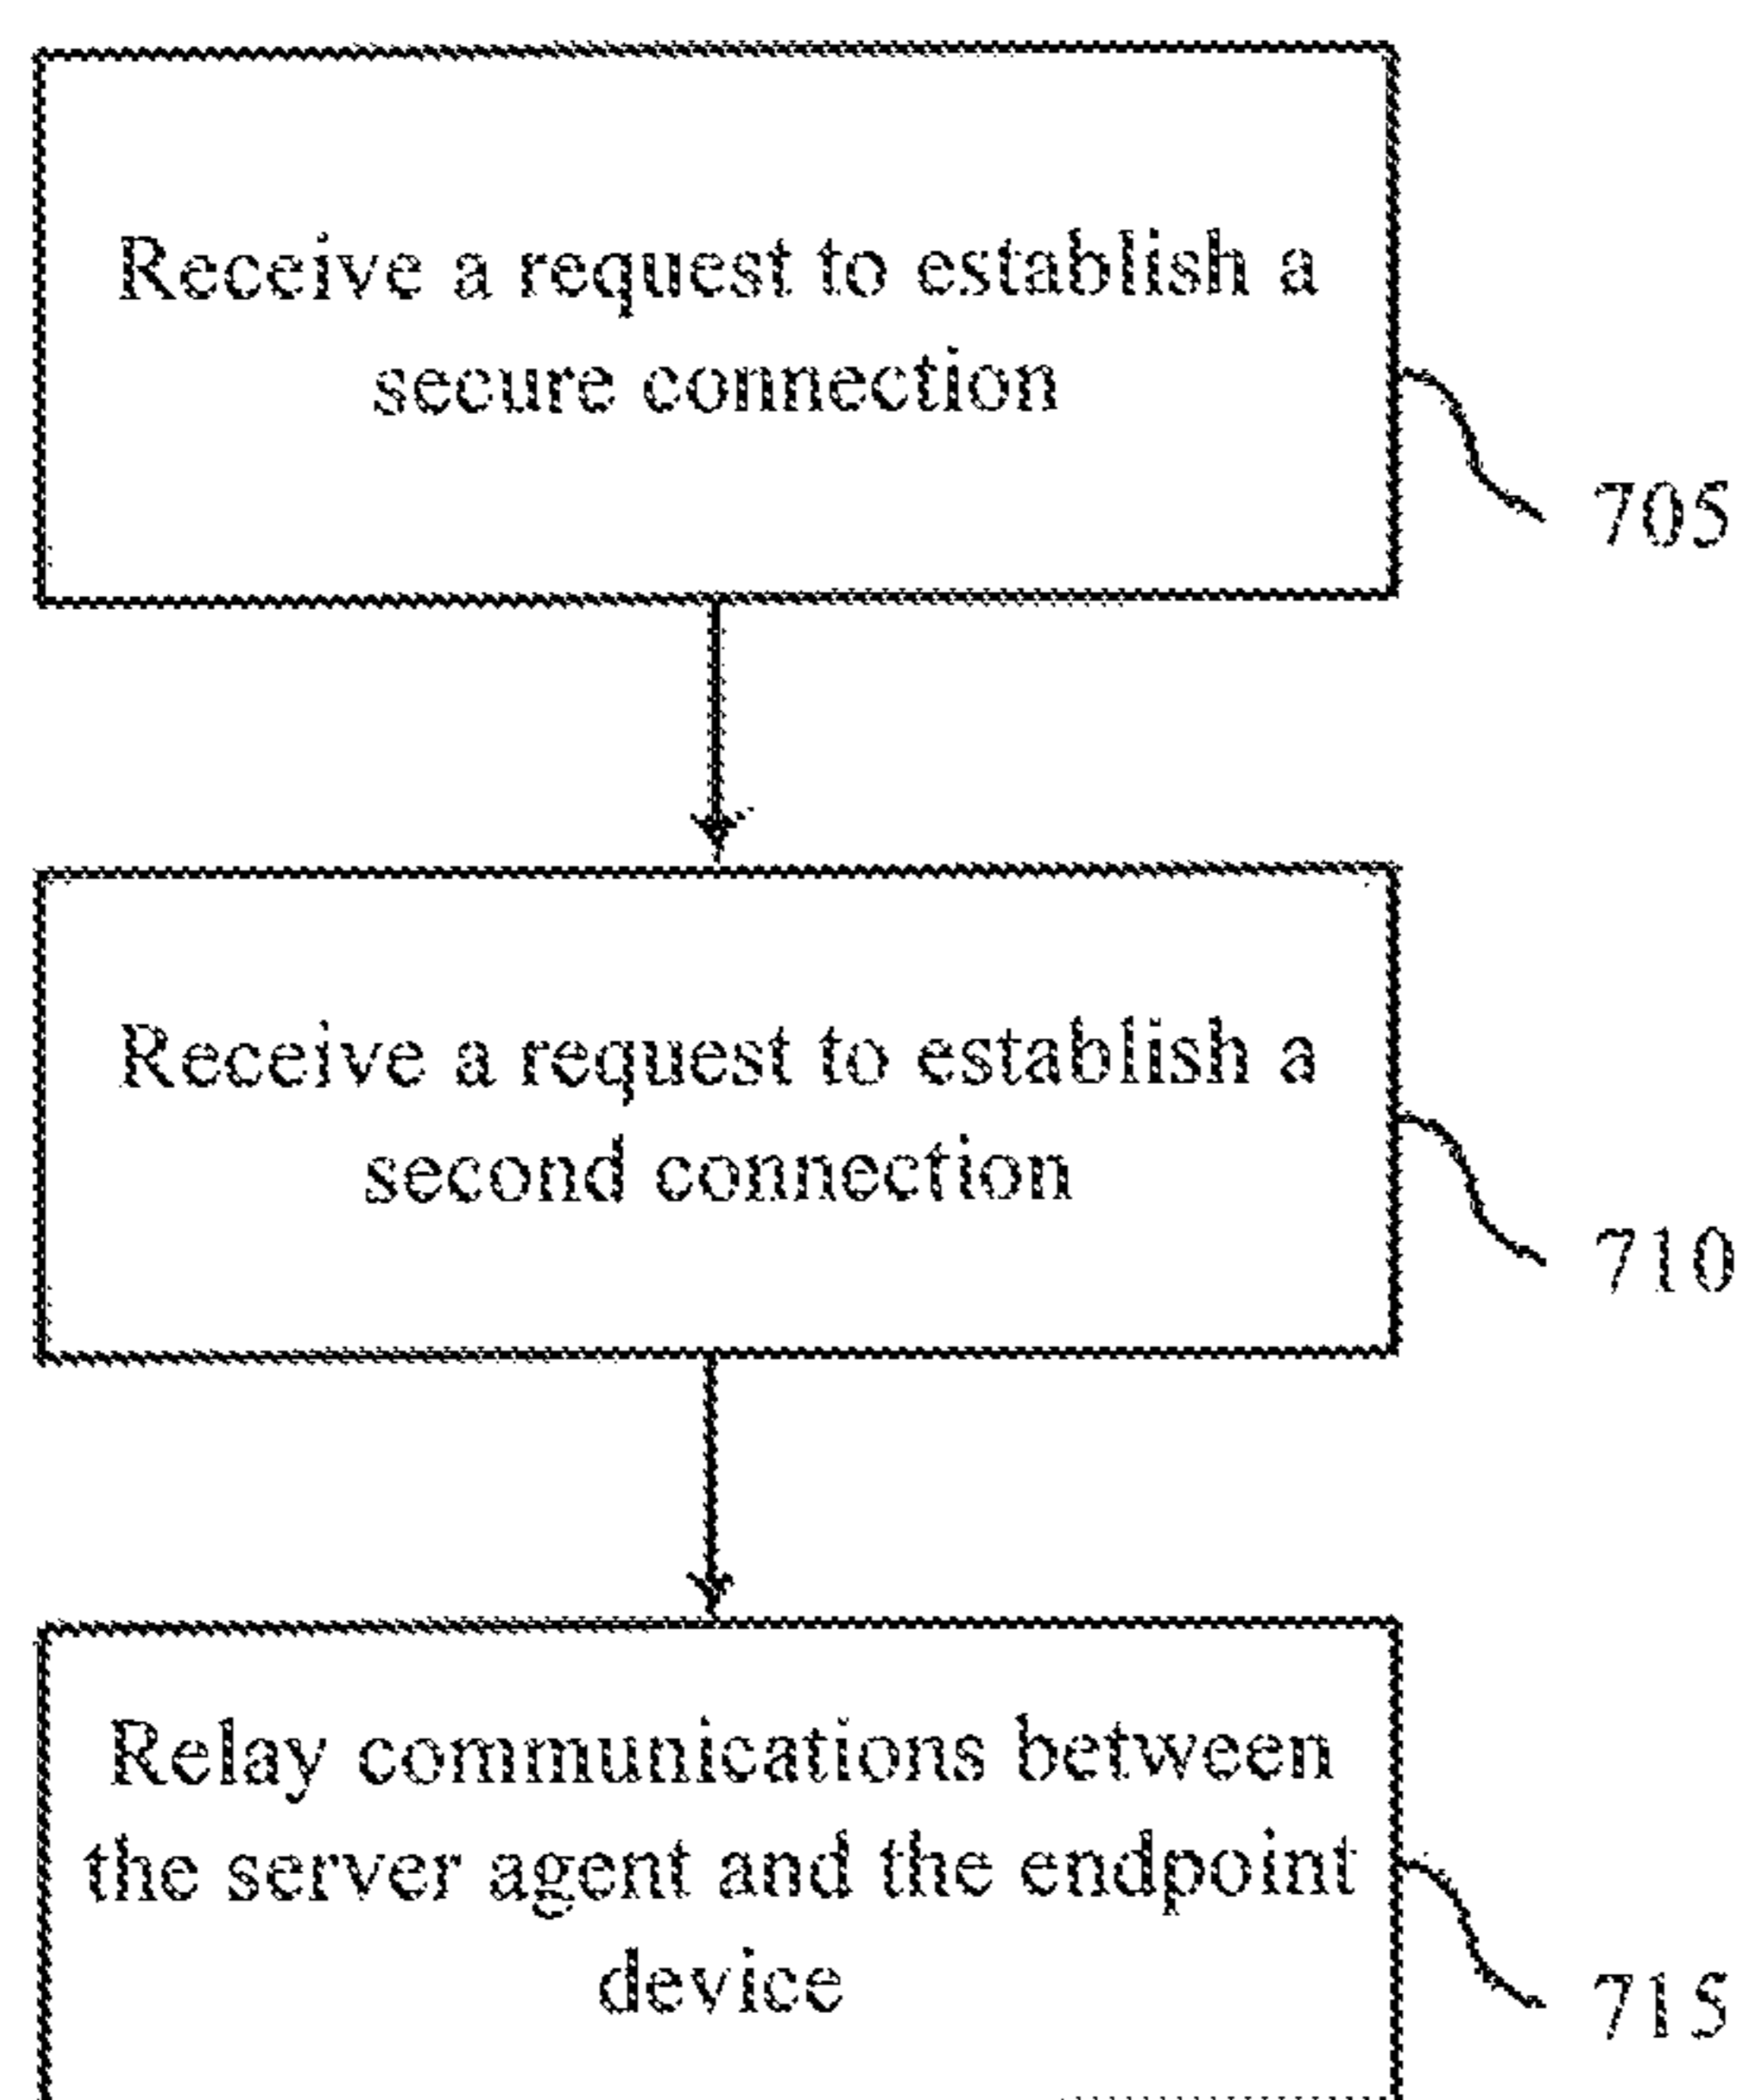 Receive a request to establish a
secure connection
705
Receive a request to establish a
second connection
710
Relay communications between
the server agent and the endpoint
device
715